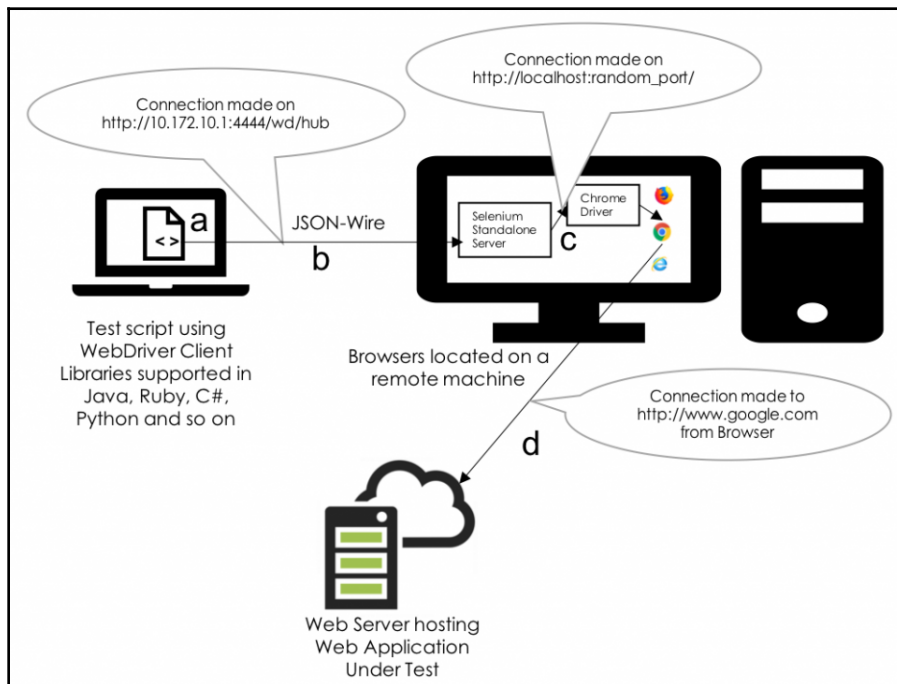 Connection made on
http://localhost:random_port/
Connection made on
http://10.172.10.1:4444/wd/hub
a
< >
JSON-Wire
b
Selenium
Standalone
Server
c
Chrome
Driver
Test script using
WebDriver Client
Libraries supported in
Java, Ruby, C#,
Python and so on
Browsers located on a
remote machine
Connection made to
http://www.google.com
from Browser
d
Web Server hosting
Web Application
Under Test